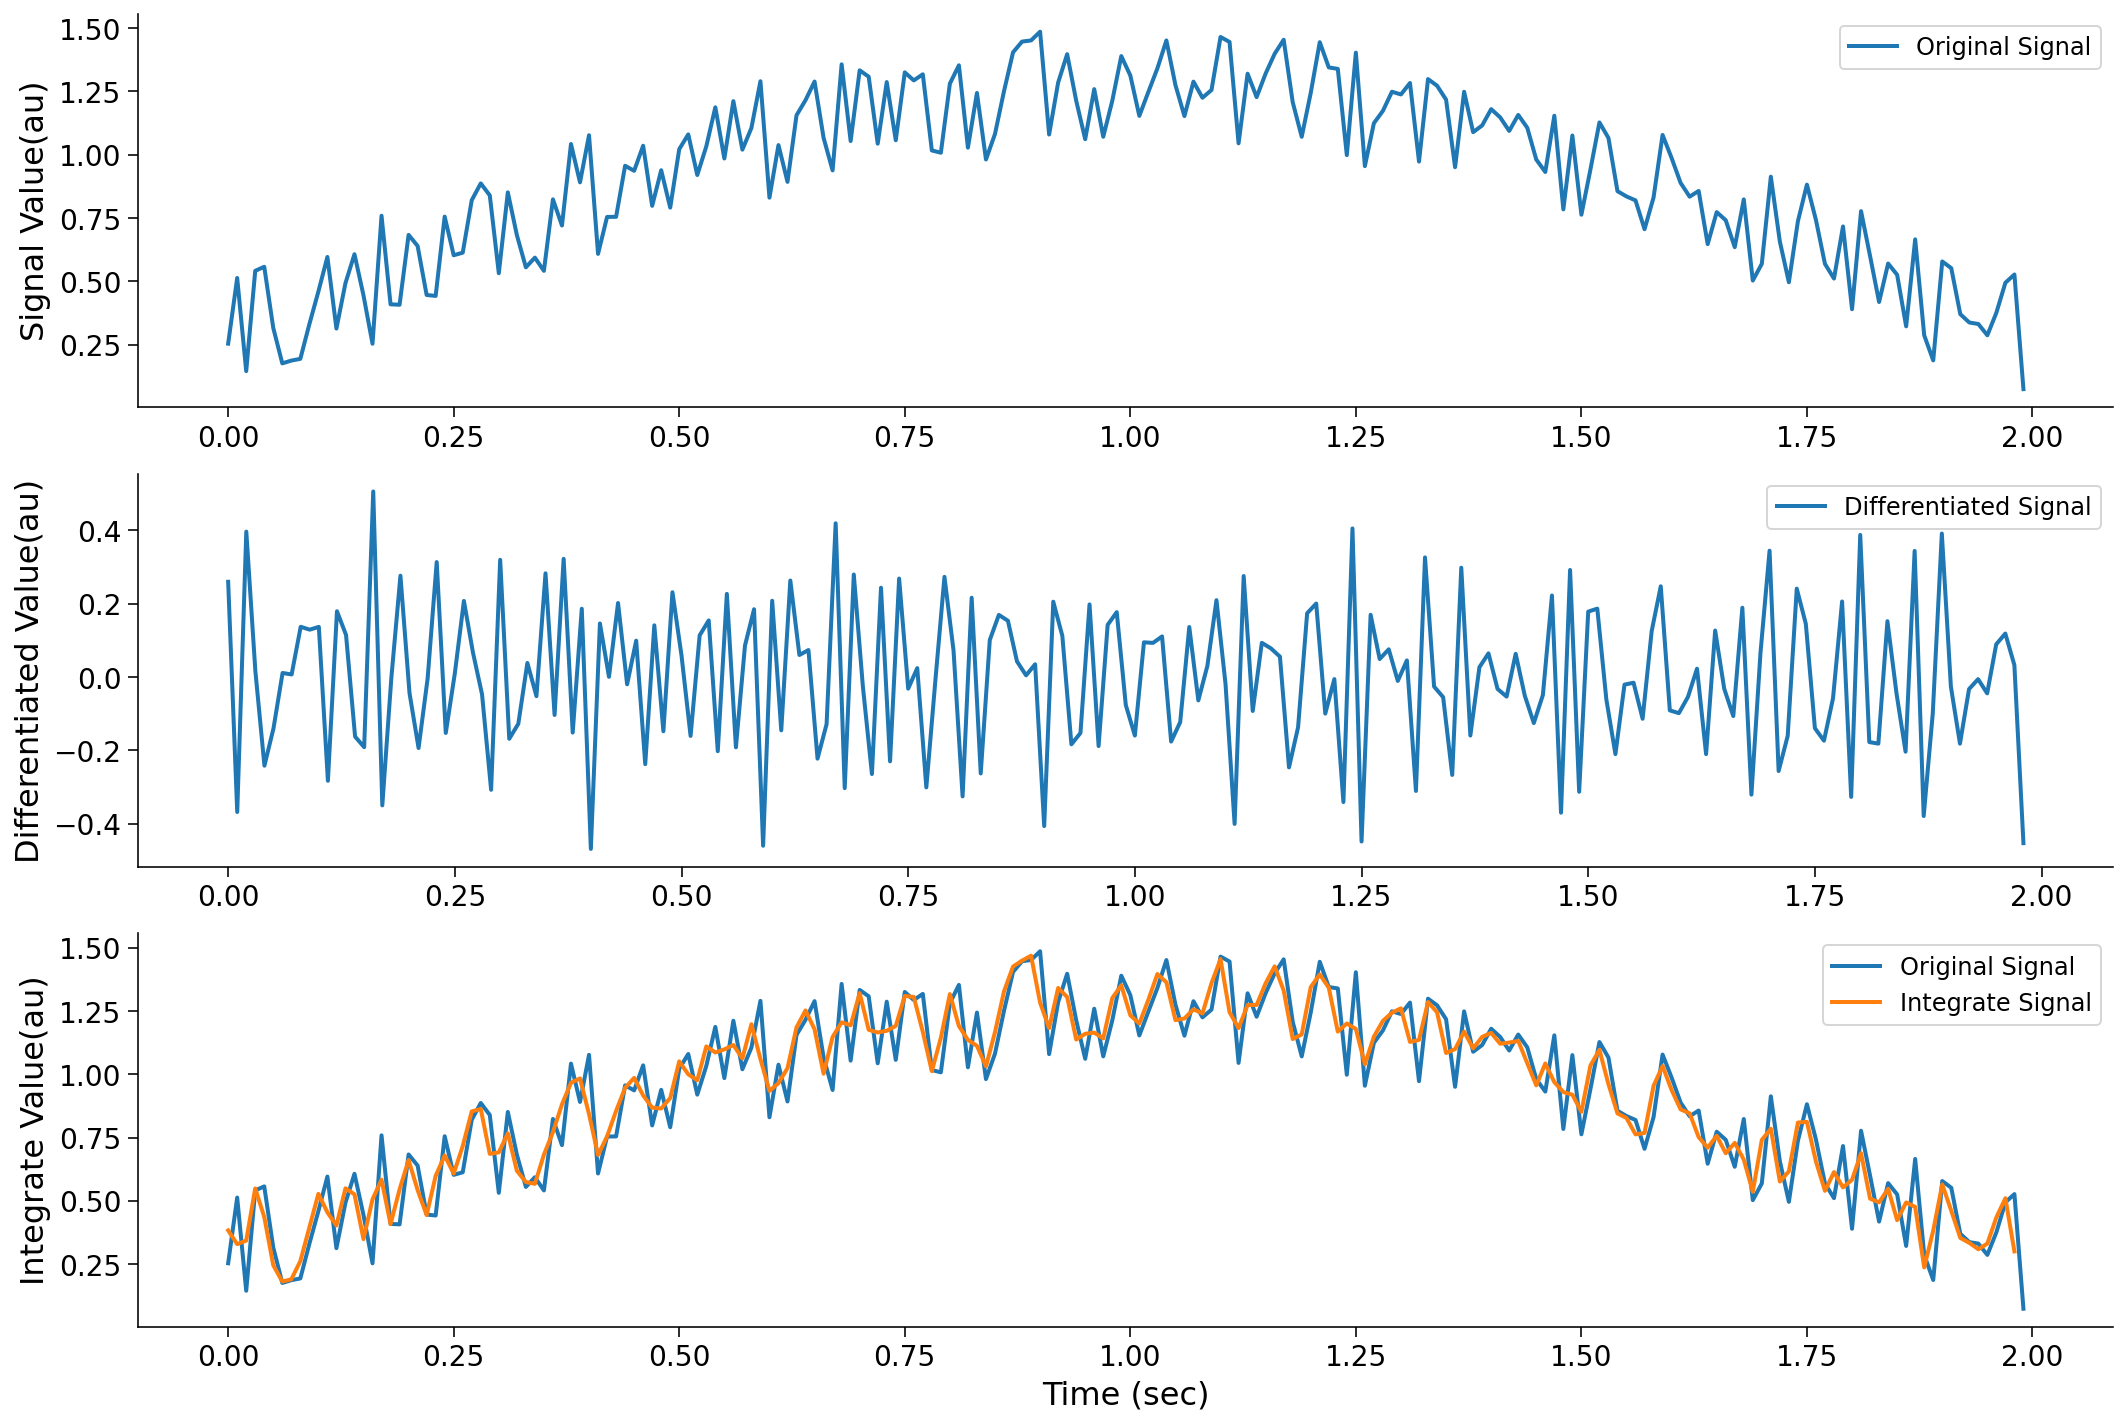 Signal Value(au)
1.50
1.25
1.00
0.75
0.50
0.25
Original Signal
0.00 0.25 0.50 0.75 1.00 1.25 1.50 1.75 2.00
Differentiated Value(au)
0.4
0.2
0.0
−0.2
−0.4
Differentiated Signal
0.00 0.25 0.50 0.75 1.00 1.25 1.50 1.75 2.00
Integrate Value(au)
1.50
1.25
1.00
0.75
0.50
0.25
Original Signal
Integrate Signal
0.00 0.25 0.50 0.75 1.00 1.25 1.50 1.75 2.00
Time (sec)